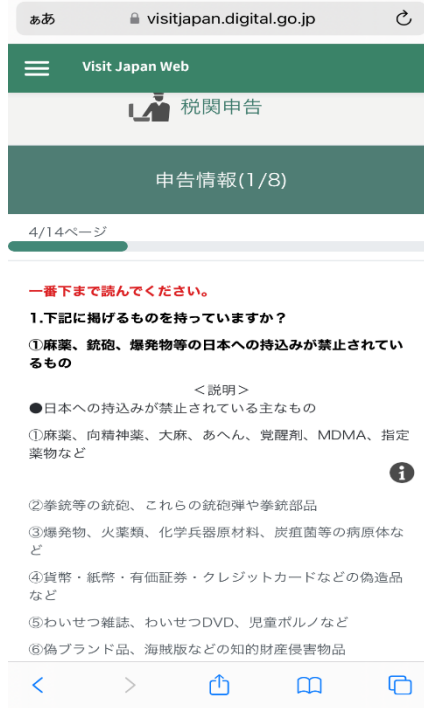 ぁあ visitjapan.digital.go.jp
Visit Japan Web
税関申告
申告情報(1/8)
4/14ページ
一番下まで読んでください。
1.下記に掲げるものを持っていますか？
①麻薬、銃砲、爆発物等の日本への持込みが禁止されてい
るもの
＜説明＞
●日本への持込みが禁止されている主なもの
①麻薬、向精神薬、大麻、あへん、覚醒剤、MDMA、指定
薬物など
②拳銃等の銃砲、これらの銃砲弾や拳銃部品
③爆発物、火薬類、化学兵器原材料、炭疽菌等の病原体な
ど
④貨幣・紙幣・有価証券・クレジットカードなどの偽造品
など
⑤わいせつ雑誌、わいせつDVD、児童ポルノなど
⑥偽ブランド品、海賊版などの知的財産侵害物品